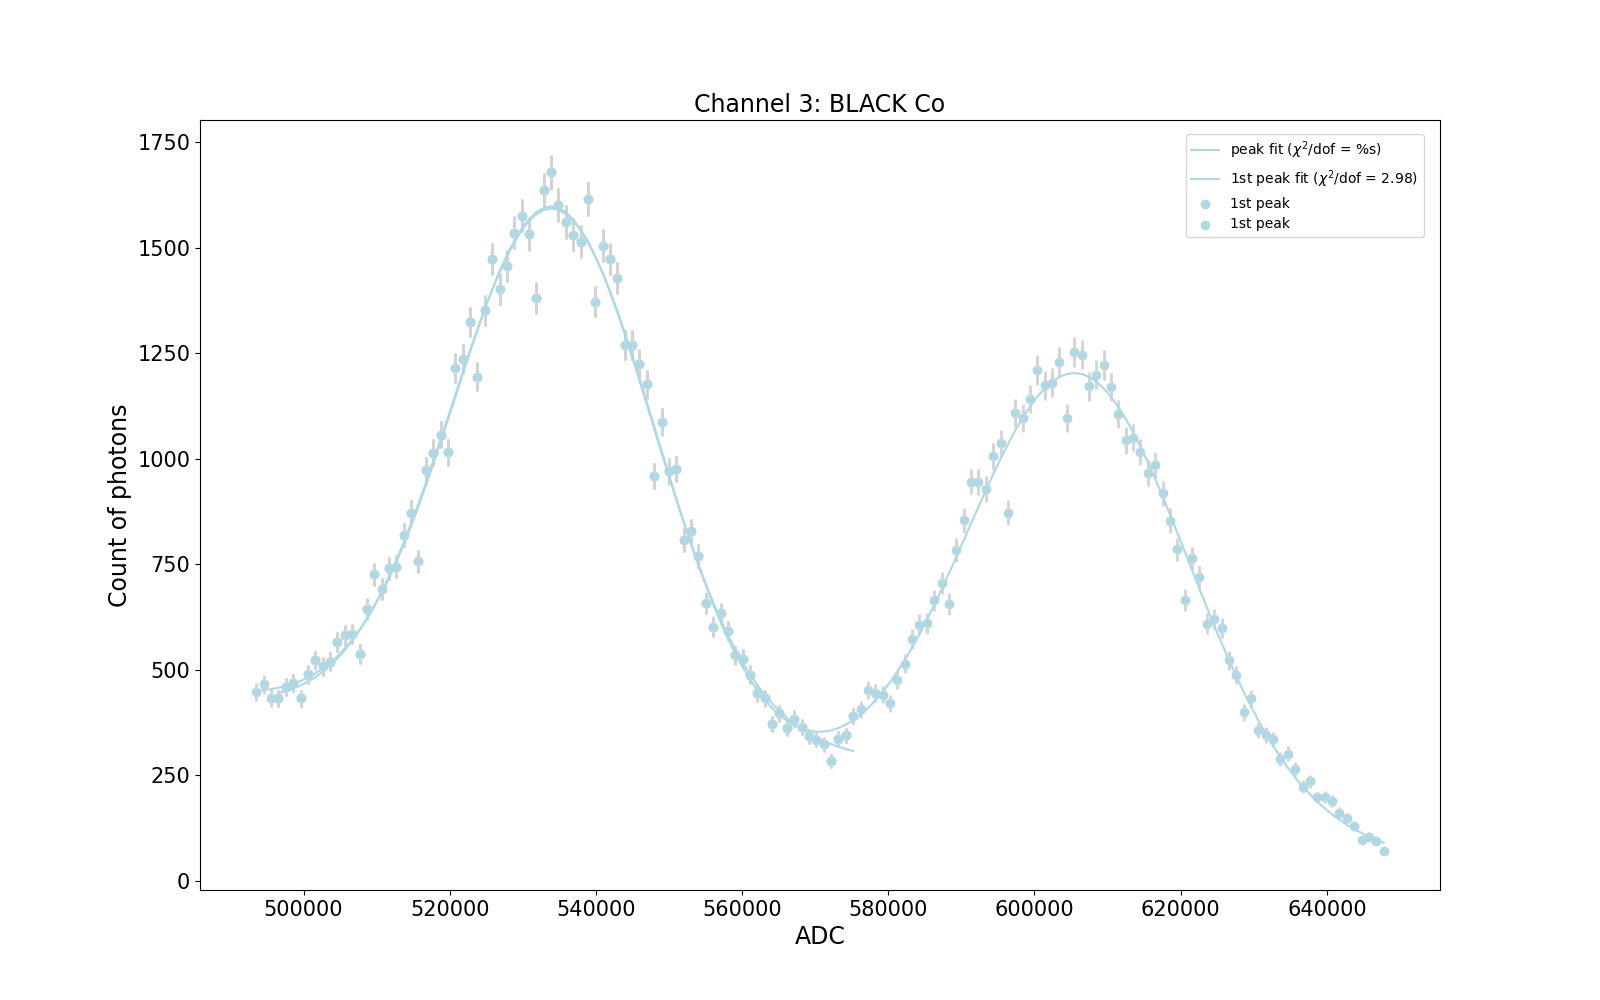 Channel 3: BLACK Co
1750
1500
1250
1000
750
500
250
0
Count of photons
peak fit (χ²/dof = %s)
1st peak fit (χ²/dof = 2.98)
1st peak
1st peak
500000 520000 540000 560000 580000 600000 620000 640000
ADC